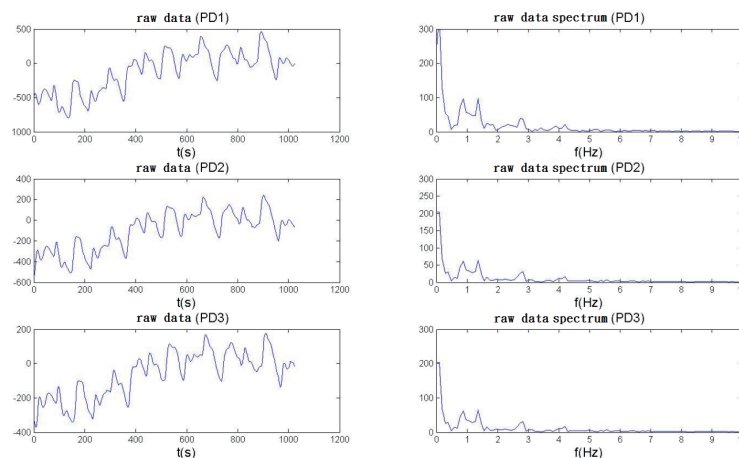 raw data (PD1)
500
0
-500
1000
0 200 400 600 800 1000 1200
t(s)
raw data spectrum (PD1)
300
200
100
0
0 1 2 3 4 5 6 7 8 9
f(Hz)
raw data (PD2)
400
200
0
-200
-400
-600
0 200 400 600 800 1000 1200
t(s)
raw data spectrum (PD2)
300
250
200
150
100
50
0
0 1 2 3 4 5 6 7 8 9
f(Hz)
raw data (PD3)
200
0
-200
-400
0 200 400 600 800 1000 1200
t(s)
raw data spectrum (PD3)
300
200
100
0
0 1 2 3 4 5 6 7 8 9
f(Hz)